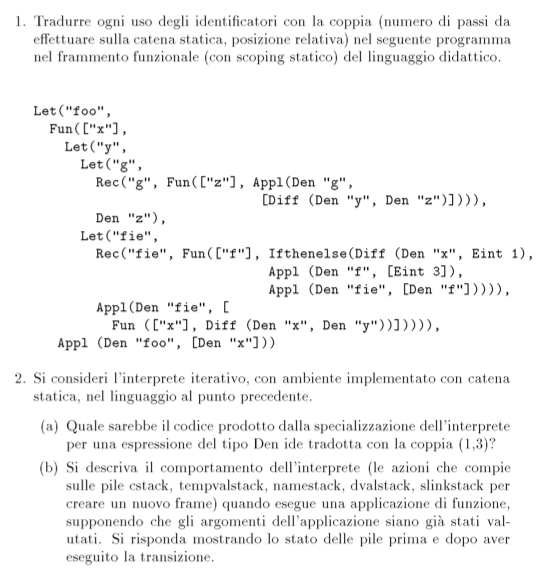 1. Tradurre ogni uso degli identificatori con la coppia (numero di passi da
effettuare sulla catena statica, posizione relativa) nel seguente programma
nel frammento funzionale (con scoping statico) del linguaggio didattico.
Let("foo",
Fun(["x"],
Let("y",
Let("g",
Rec("g", Fun(["z"], Appl(Den "g",
[Diff (Den "y", Den "z")]))),
Den "z"),
Let("fie",
Rec("fie", Fun(["f"], Ifthenelse(Diff (Den "x", Eint 1),
Appl (Den "f", [Eint 3]),
Appl (Den "fie", [Den "f"])))),
Appl(Den "fie", [
Fun (["x"], Diff (Den "x", Den "y"))])))),
Appl (Den "foo", [Den "x"]))
2. Si consideri l'interprete iterativo, con ambiente implementato con catena
statica, nel linguaggio al punto precedente.
(a) Quale sarebbe il codice prodotto dalla specializzazione dell'interprete
per una espressione del tipo Den ide tradotta con la coppia (1,3)?
(b) Si descriva il comportamento dell'interprete (le azioni che compie
sulle pile cstack, tempvalstack, namestack, dvalstack, slinkstack per
creare un nuovo frame) quando esegue una applicazione di funzione,
supponendo che gli argomenti dell'applicazione siano già stati val-
utati. Si risponda mostrando lo stato delle pile prima e dopo aver
eseguito la transizione.